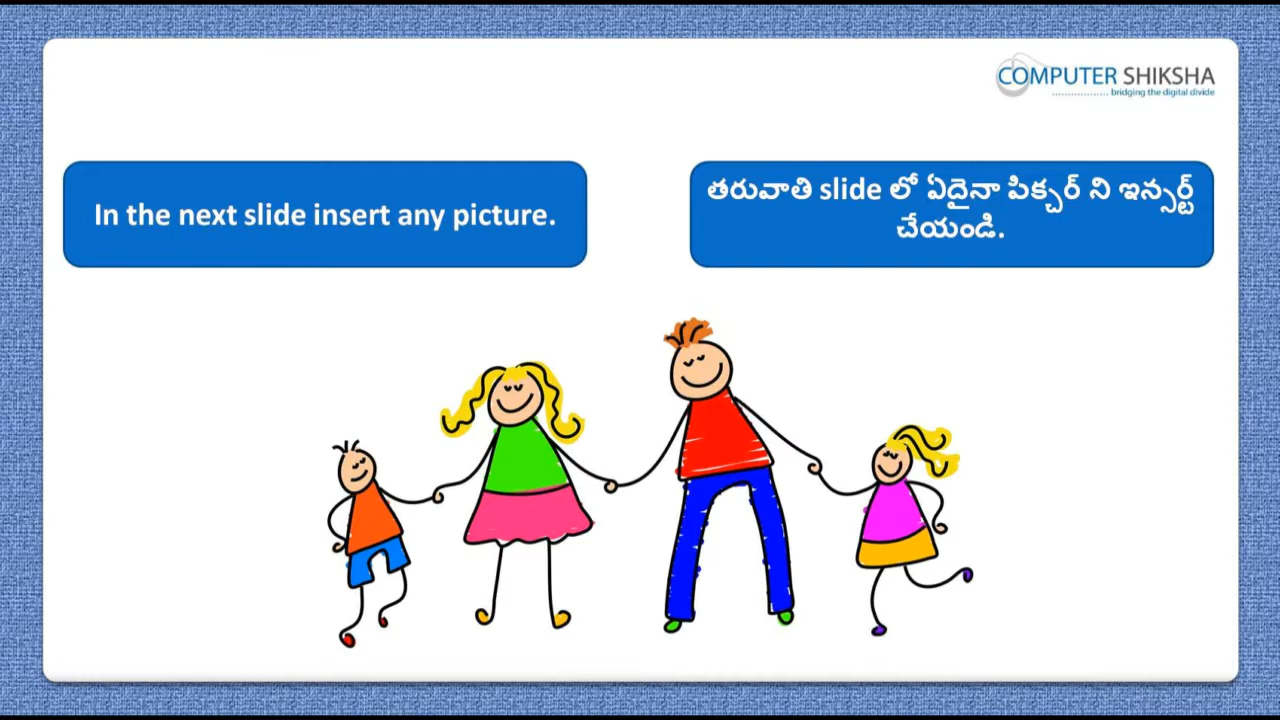 COMPUTER SHIKSHA
.................. bridging the digital divide
In the next slide insert any picture.
తరువాతి slide లో ఏదైనా పిక్చర్ ని ఇన్సర్ట్
చేయండి.